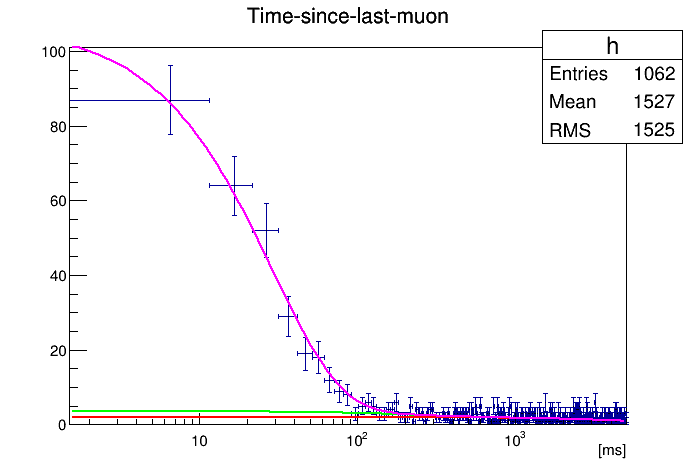 Time-since-last-muon
h
Entries 1062
Mean 1527
RMS 1525
100
80
60
40
20
0
10 10² 10³
[ms]